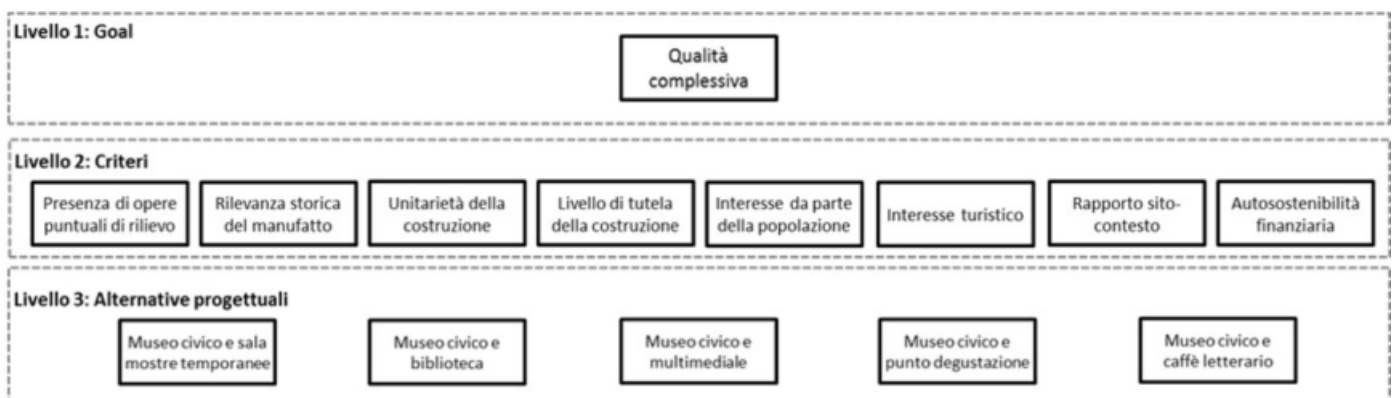 Livello 1: Goal
Qualità
complessiva
Livello 2: Criteri
Presenza di opere
puntuali di rilievo
Rilevanza storica
del manufatto
Unitarietà della
costruzione
Livello di tutela
della costruzione
Interesse da parte
della popolazione
Interesse turistico
Rapporto sito-
contesto
Autosostenibilità
finanziaria
Livello 3: Alternative progettuali
Museo civico e sala
mostre temporanee
Museo civico e
biblioteca
Museo civico e
multimediale
Museo civico e
punto degustazione
Museo civico e
caffè letterario